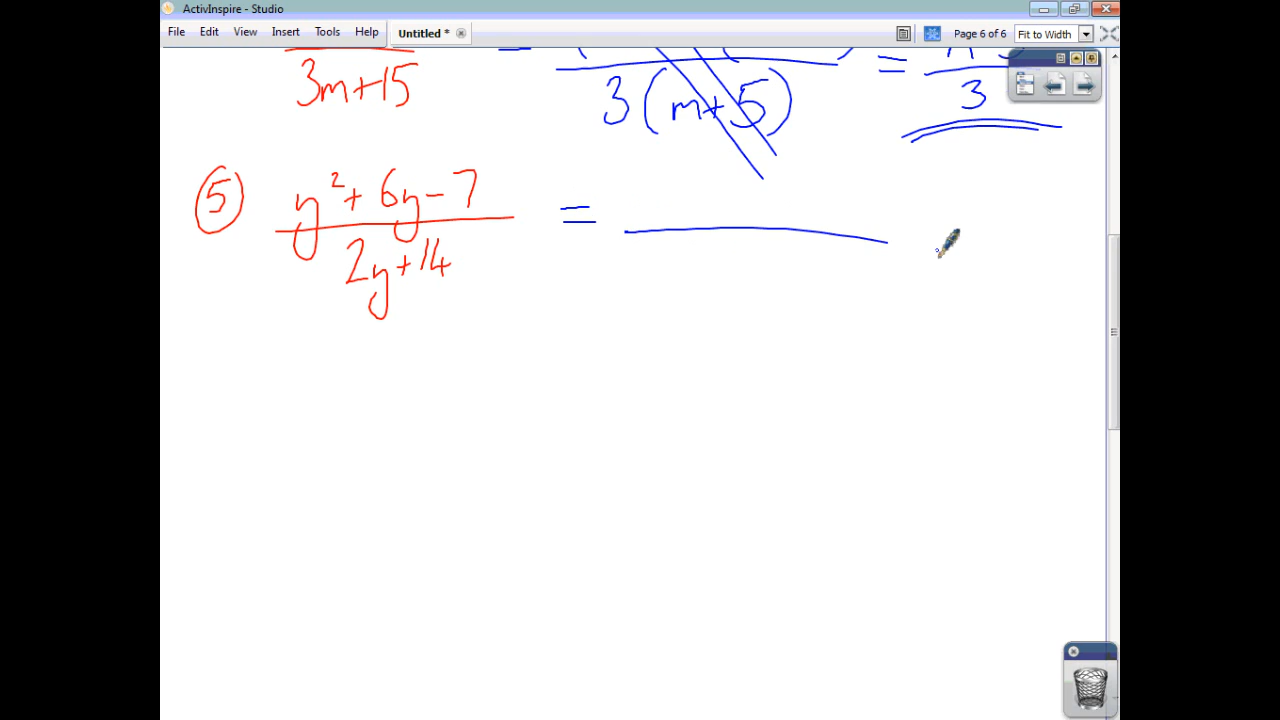 ActivInspire - Studio
File Edit View Insert Tools Help Untitled * Page 6 of 6 Fit to Width
3m+15 = 3(m+5) = 3
⑤ y²+6y-7 =
2y+14